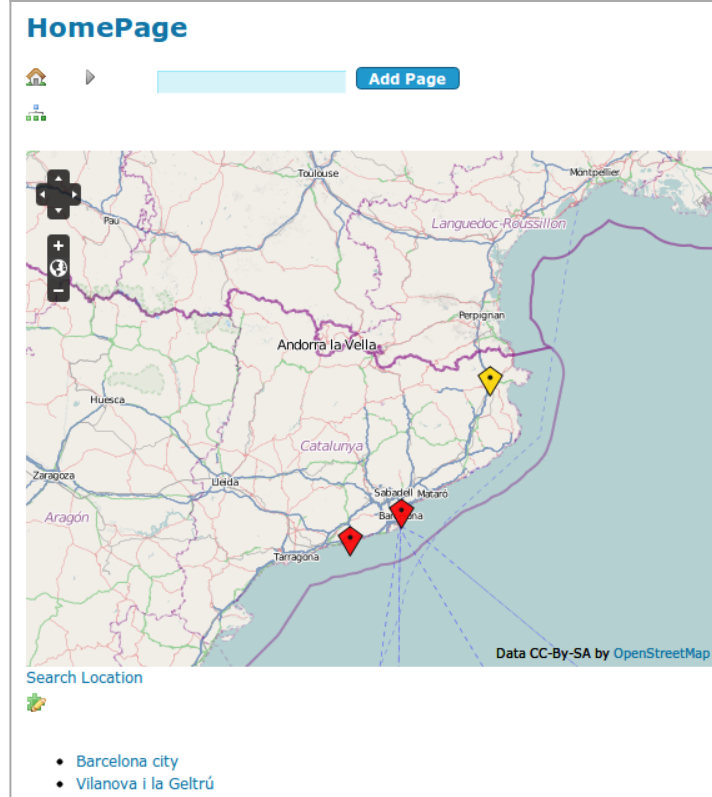 HomePage
Add Page
Toulouse
Montpellier
Pau
Languedoc-Roussillon
Perpignan
Andorra la Vella
Huesca
Catalunya
Zaragoza
Lleida
Sabadell Mataró
Aragón
Tarragona
Data CC-By-SA by OpenStreetMap
Search Location
Barcelona city
Vilanova i la Geltrú